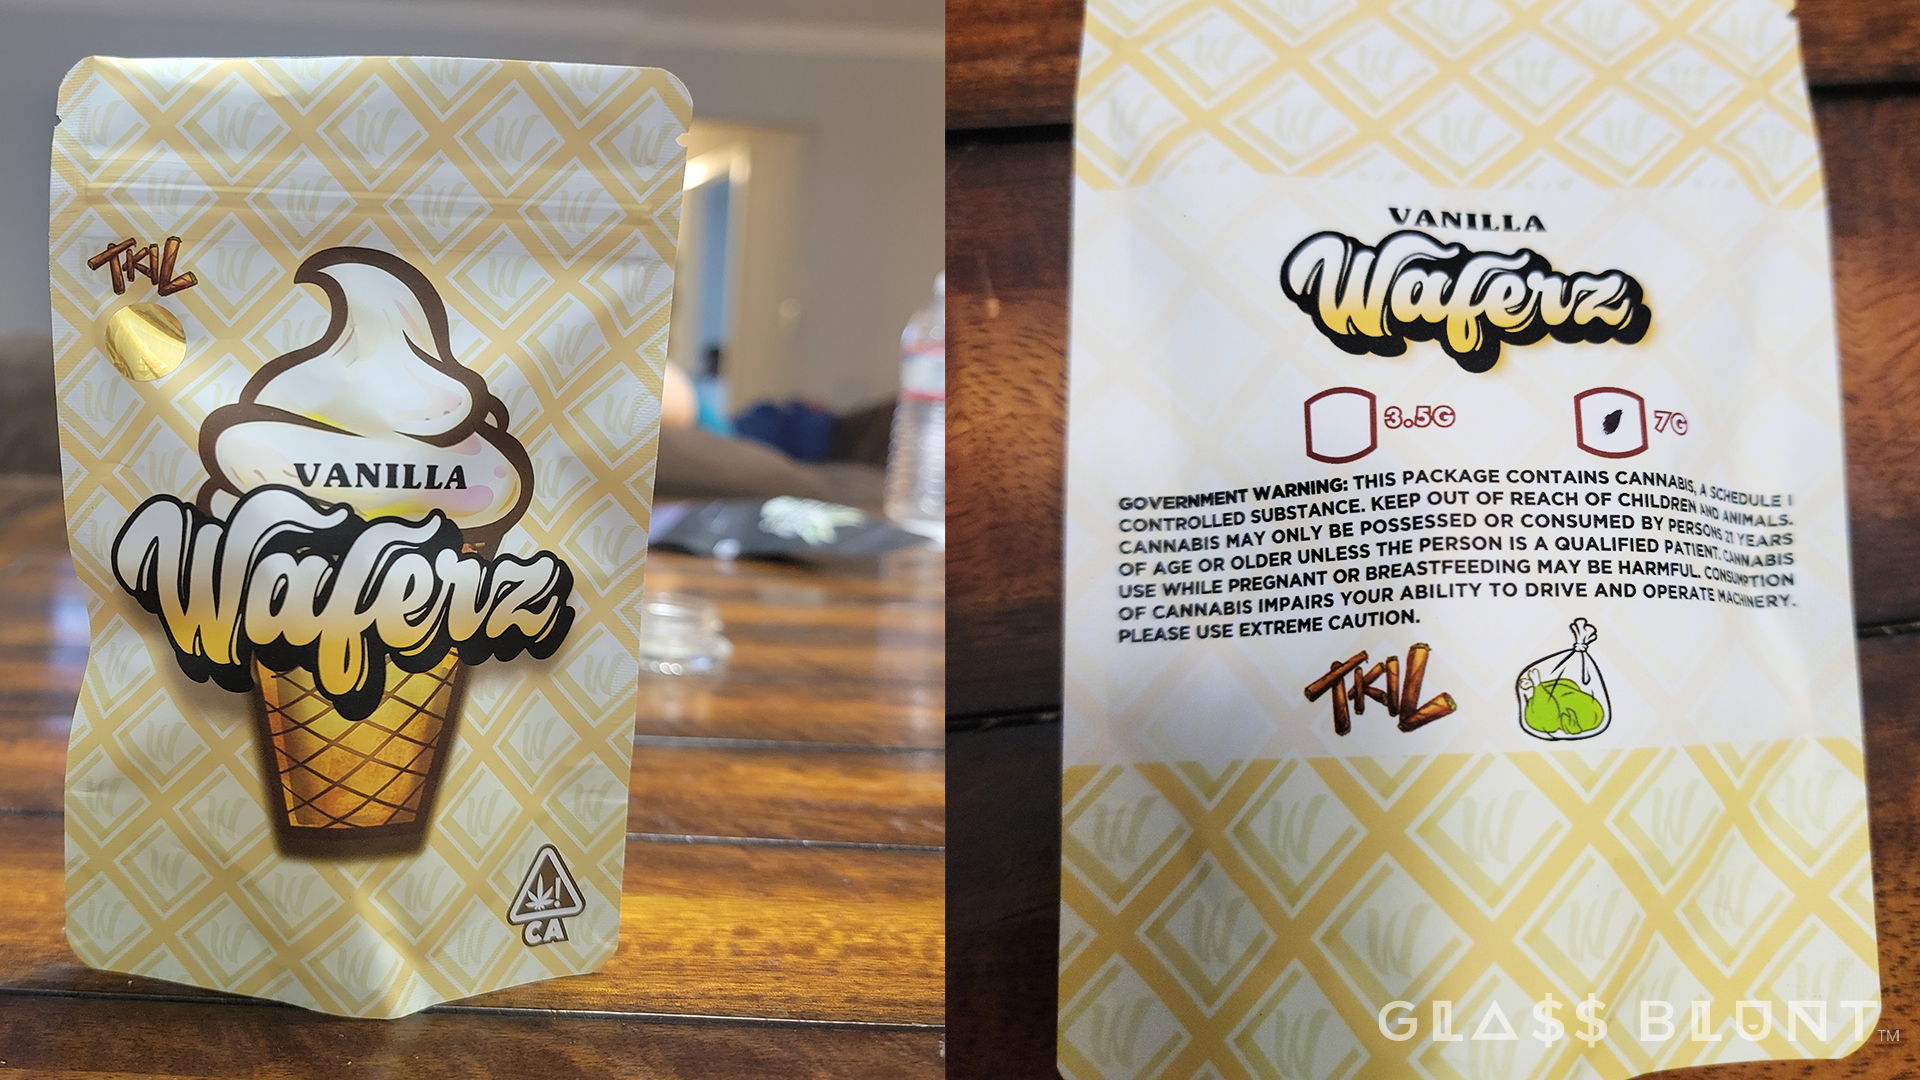 TKIL
VANILLA
Waferz
CA
VANILLA
Waferz
3.5G
7G
GOVERNMENT WARNING: THIS PACKAGE CONTAINS CANNABIS, A SCHEDULE I
CONTROLLED SUBSTANCE. KEEP OUT OF REACH OF CHILDREN AND ANIMALS.
CANNABIS MAY ONLY BE POSSESSED OR CONSUMED BY PERSONS 21 YEARS
OF AGE OR OLDER UNLESS THE PERSON IS A QUALIFIED PATIENT. CANNABIS
USE WHILE PREGNANT OR BREASTFEEDING MAY BE HARMFUL. CONSUMPTION
OF CANNABIS IMPAIRS YOUR ABILITY TO DRIVE AND OPERATE MACHINERY.
PLEASE USE EXTREME CAUTION.
TKIL
GLA$$ BLUNT™